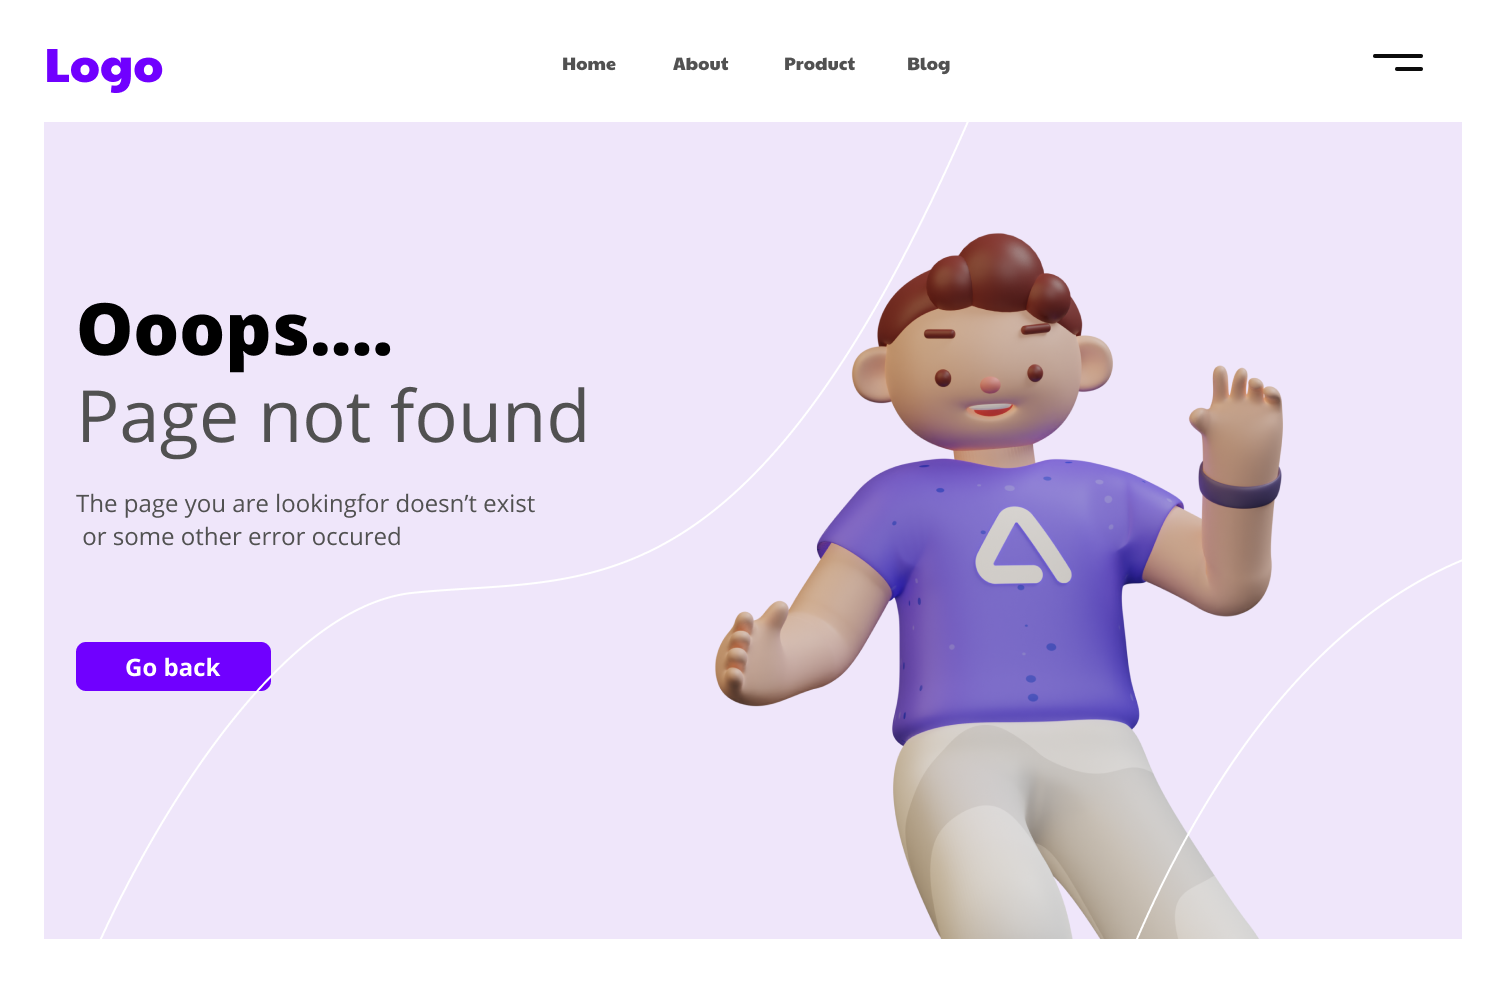 Logo
Home About Product Blog
Ooops....
Page not found
The page you are lookingfor doesn’t exist
or some other error occured
Go back